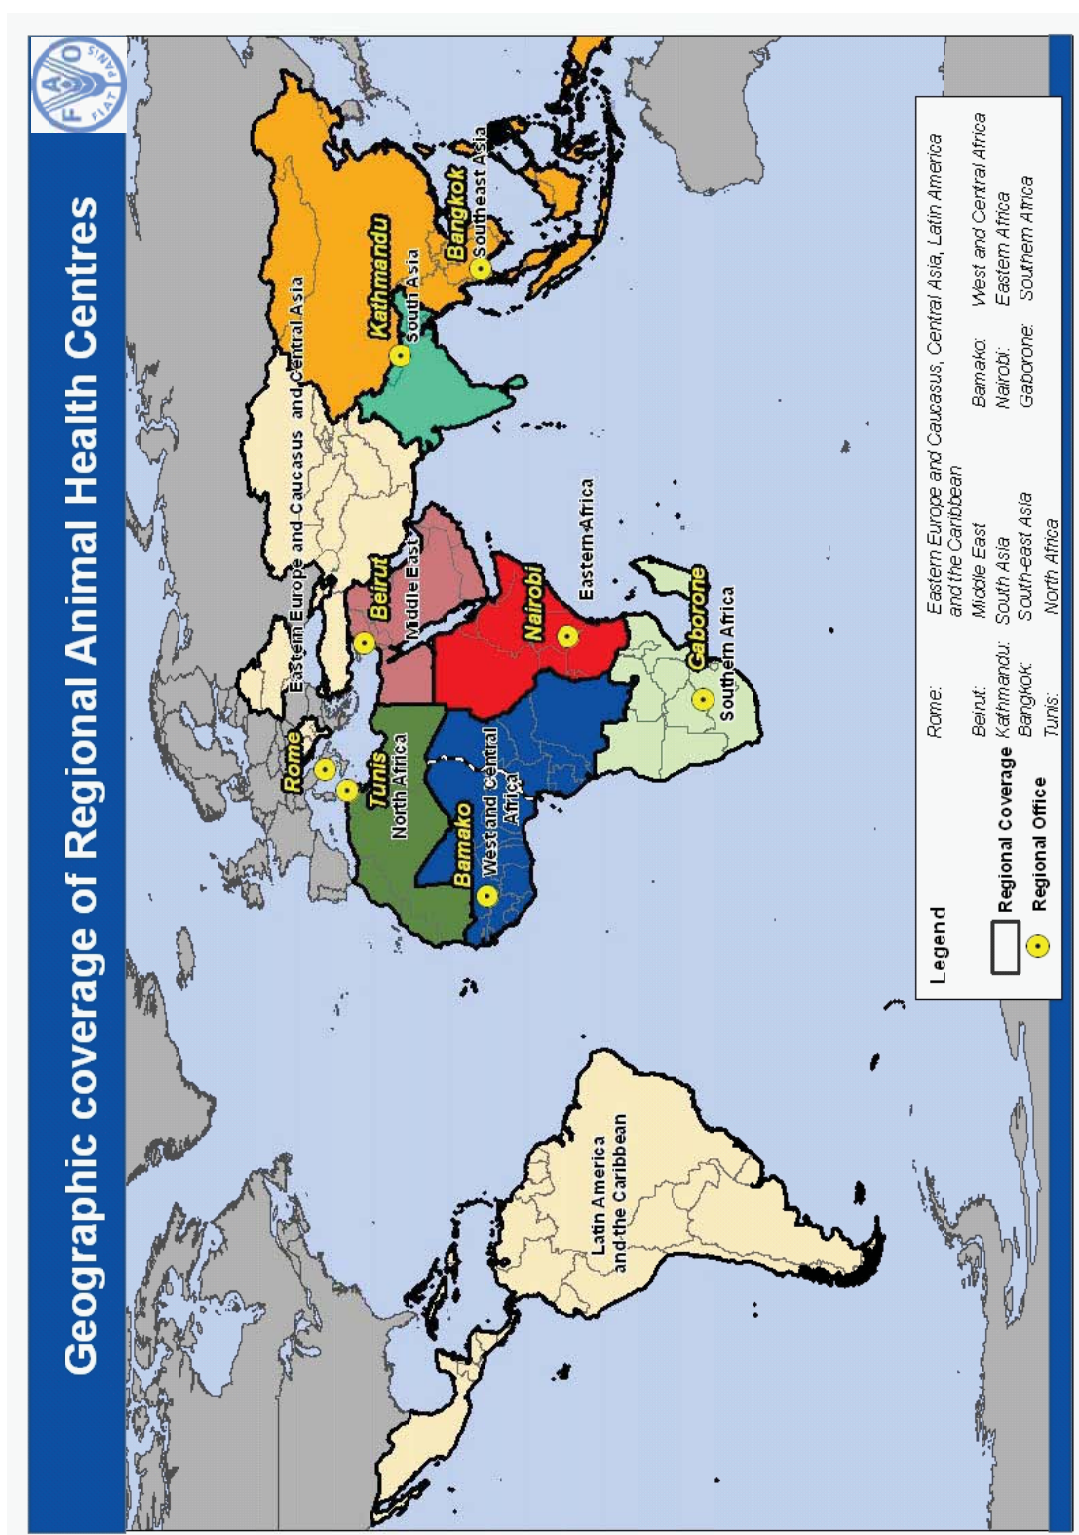 FAO
FIAT PANIS
Geographic coverage of Regional Animal Health Centres
Rome
Eastern Europe and Caucasus and Central Asia
Beirut
Middle East
Kathmandu
South Asia
Bangkok
Southeast Asia
Tunis
North Africa
Bamako
West and Central
Africa
Nairobi
Eastern Africa
Gaborone
Southern Africa
Latin America
and the Caribbean
Legend
Regional Coverage
Regional Office
Rome: Eastern Europe and Caucasus, Central Asia, Latin America
and the Caribbean
Beirut: Middle East
Kathmandu: South Asia
Bangkok: South-east Asia
Tunis: North Africa
Bamako: West and Central Africa
Nairobi: Eastern Africa
Gaborone: Southern Africa